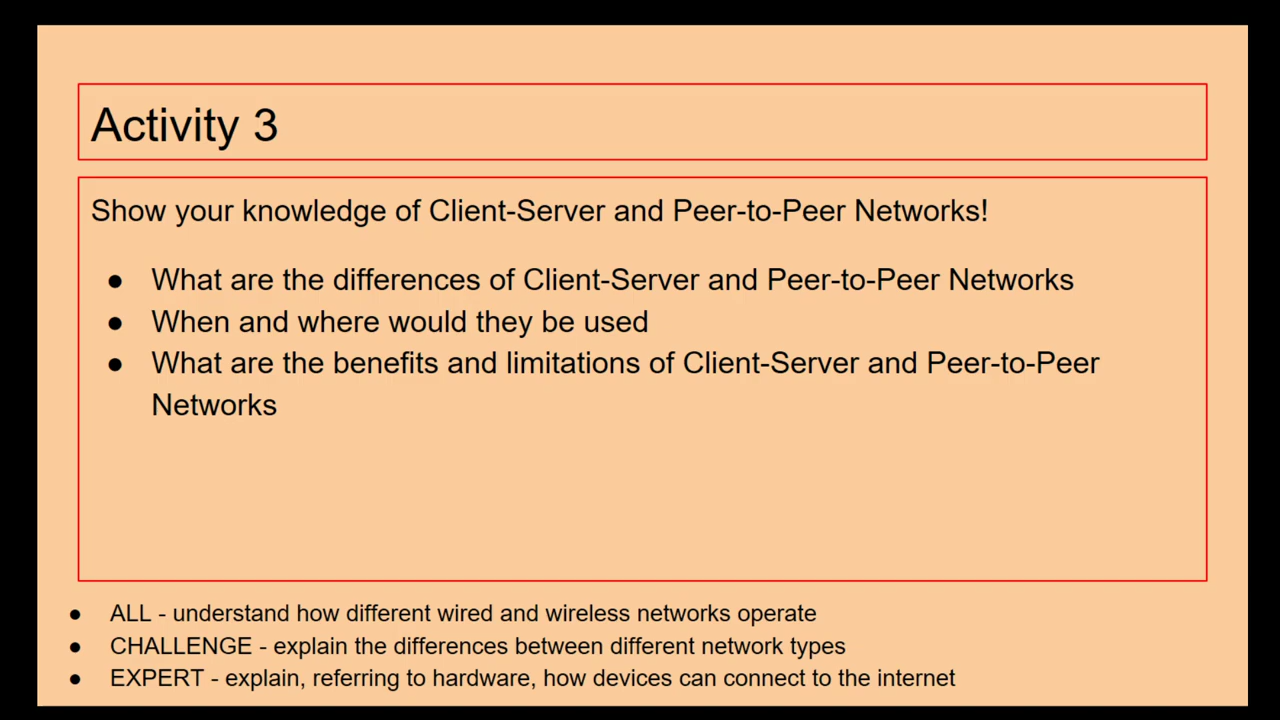 Activity 3
Show your knowledge of Client-Server and Peer-to-Peer Networks!
● What are the differences of Client-Server and Peer-to-Peer Networks
● When and where would they be used
● What are the benefits and limitations of Client-Server and Peer-to-Peer
Networks
● ALL - understand how different wired and wireless networks operate
● CHALLENGE - explain the differences between different network types
● EXPERT - explain, referring to hardware, how devices can connect to the internet